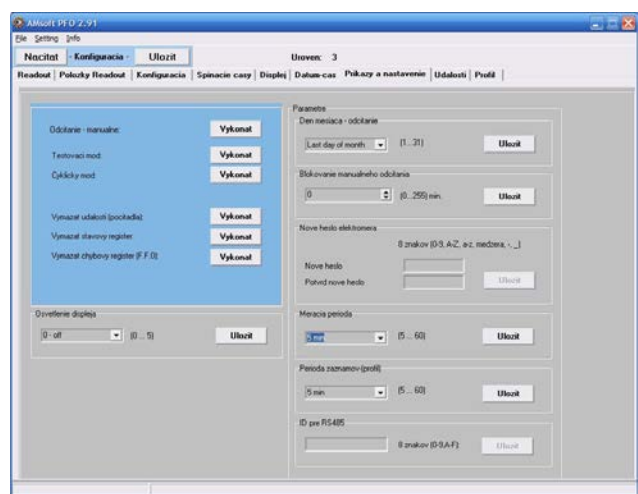 AMsoft PFO 2.91
File Setting Info
Nacitat - Konfiguracia - Ulozit Uroven: 3
Readout Polozky Readout Konfiguracia Spinacie casy Displej Datum-cas Prikazy a nastavenie Udalosti Profil
Odcitanie - manualne: Vykonat
Testovaci mod: Vykonat
Cyklicky mod: Vykonat
Vymazat udalosti (pocitadla): Vykonat
Vymazat stavovy register: Vykonat
Vymazat chybovy register (F.F.0): Vykonat
Osvetlenie displeja
0 - off (0 ... 5) Ulozit
Parametre
Den mesiaca - odcitanie
Last day of month (1...31) Ulozit
Blokovanie manualneho odcitania
0 (0...255) min. Ulozit
Nove heslo elektromera
8 znakov (0-9, A-Z, a-z, medzera, -, _)
Nove heslo
Potvrd nove heslo Ulozit
Meracia perioda
5 min (5 ... 60) Ulozit
Perioda zaznamov (profil)
5 min (5 ... 60) Ulozit
ID pre RS485
8 znakov (0-9,A-F) Ulozit